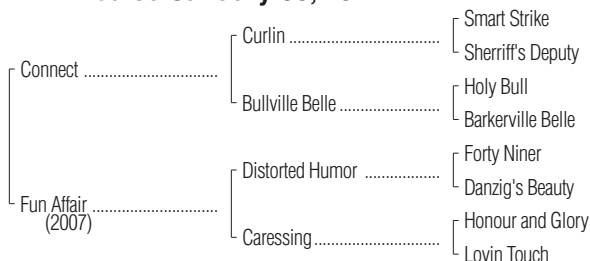 Smart Strike
Curlin
Sherriff's Deputy
Connect
Holy Bull
Bullville Belle
Barkerville Belle
Forty Niner
Distorted Humor
Danzig's Beauty
Fun Affair
(2007)
Honour and Glory
Caressing
Lovin Touch